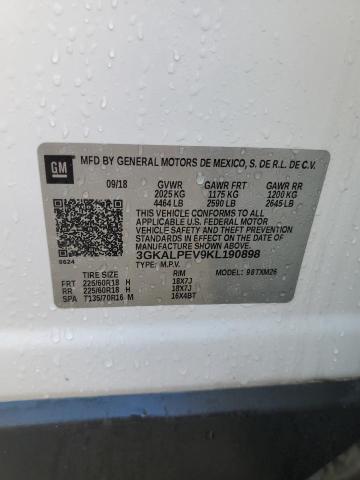 GM
MFD BY GENERAL MOTORS DE MEXICO, S. DE R.L. DE C.V.
09/18 GVWR GAWR FRT GAWR RR
2025 KG 1175 KG 1200 KG
4464 LB 2590 LB 2645 LB
THIS VEHICLE CONFORMS TO ALL APPLICABLE U.S. FEDERAL MOTOR VEHICLE SAFETY, BUMPER, AND THEFT PREVENTION STANDARDS IN EFFECT ON THE DATE OF MANUFACTURE SHOWN ABOVE.
3GKALPEV9KL190898
0624 TYPE: M.P.V. MODEL: 98TXM26
TIRE SIZE RIM
FRT 225/60R18 H 18X7J
RR 225/60R18 H 18X7J
SPA T135/70R16 M 16X4BT